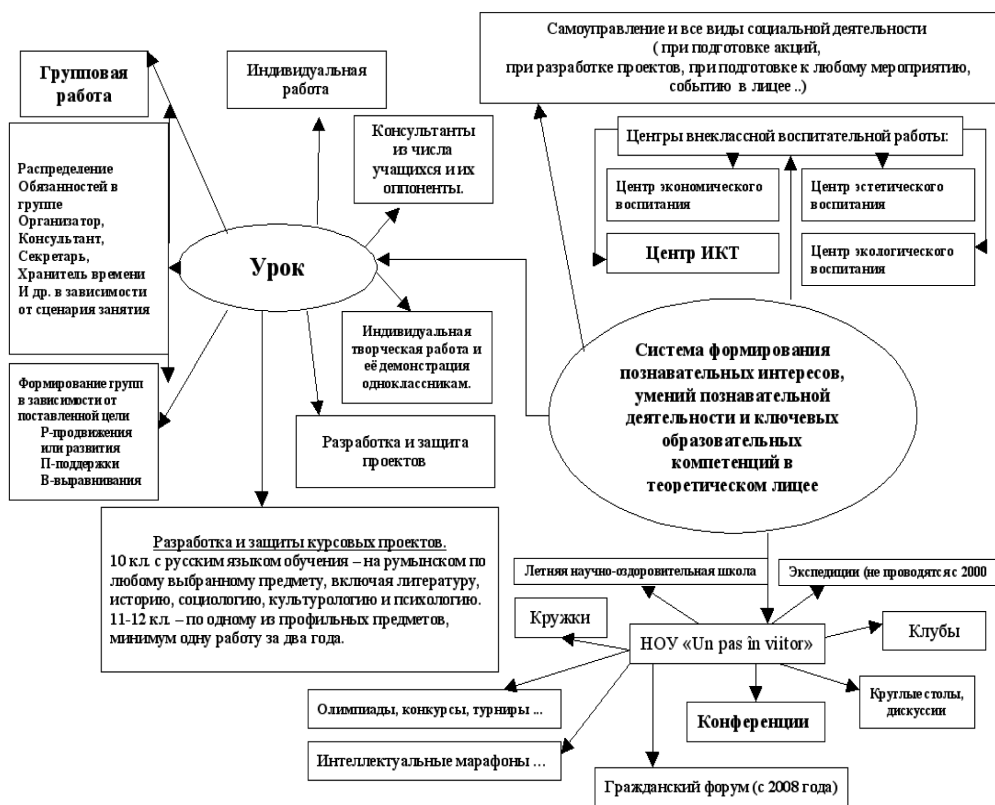 Самоуправление и все виды социальной деятельности
( при подготовке акций,
при разработке проектов, при подготовке к любому мероприятию,
событию в лицее ..)
Групповая
работа
Индивидуальная
работа
Консультанты
из числа
учащихся и их
оппоненты.
Центры внеклассной воспитательной работы:
Центр экономического
воспитания
Центр эстетического
воспитания
Центр ИКТ
Центр экологического
воспитания
Распределение
Обязанностей в
группе
Организатор,
Консультант,
Секретарь,
Хранитель времени
И др. в зависимости
от сценария занятия
Урок
Индивидуальная
творческая работа и
её демонстрация
одноклассникам.
Система формирования
познавательных интересов,
умений познавательной
деятельности и ключевых
образовательных
компетенций в
теоретическом лицее
Формирование групп
в зависимости от
поставленной цели
Р-продвижения
или развития
П-поддержки
В-выравнивания
Разработка и защита
проектов
Разработка и защиты курсовых проектов.
10 кл. с русским языком обучения – на румынском по
любому выбранному предмету, включая литературу,
историю, социологию, культурологию и психологию.
11-12 кл. – по одному из профильных предметов,
минимум одну работу за два года.
Летняя научно-оздоровительная школа
Экспедиции (не проводятся с 2000
Кружки
НОУ «Un pas în viitor»
Клубы
Олимпиады, конкурсы, турниры ...
Конференции
Круглые столы,
дискуссии
Интеллектуальные марафоны …
Гражданский форум (с 2008 года)